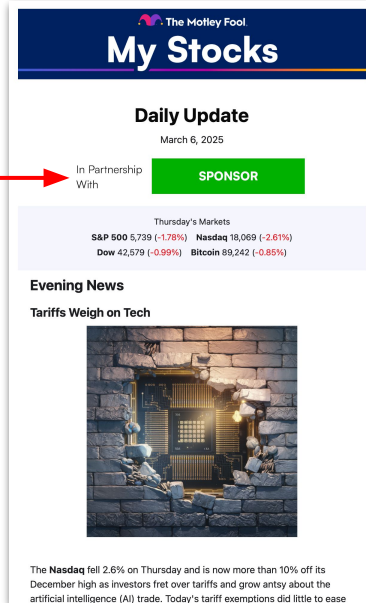 The Motley Fool.
My Stocks
Daily Update
March 6, 2025
In Partnership
With
SPONSOR
Thursday's Markets
S&P 500 5,739 (-1.78%) Nasdaq 18,069 (-2.61%)
Dow 42,579 (-0.99%) Bitcoin 89,242 (-0.85%)
Evening News
Tariffs Weigh on Tech
The Nasdaq fell 2.6% on Thursday and is now more than 10% off its
December high as investors fret over tariffs and grow antsy about the
artificial intelligence (AI) trade. Today's tariff exemptions did little to ease